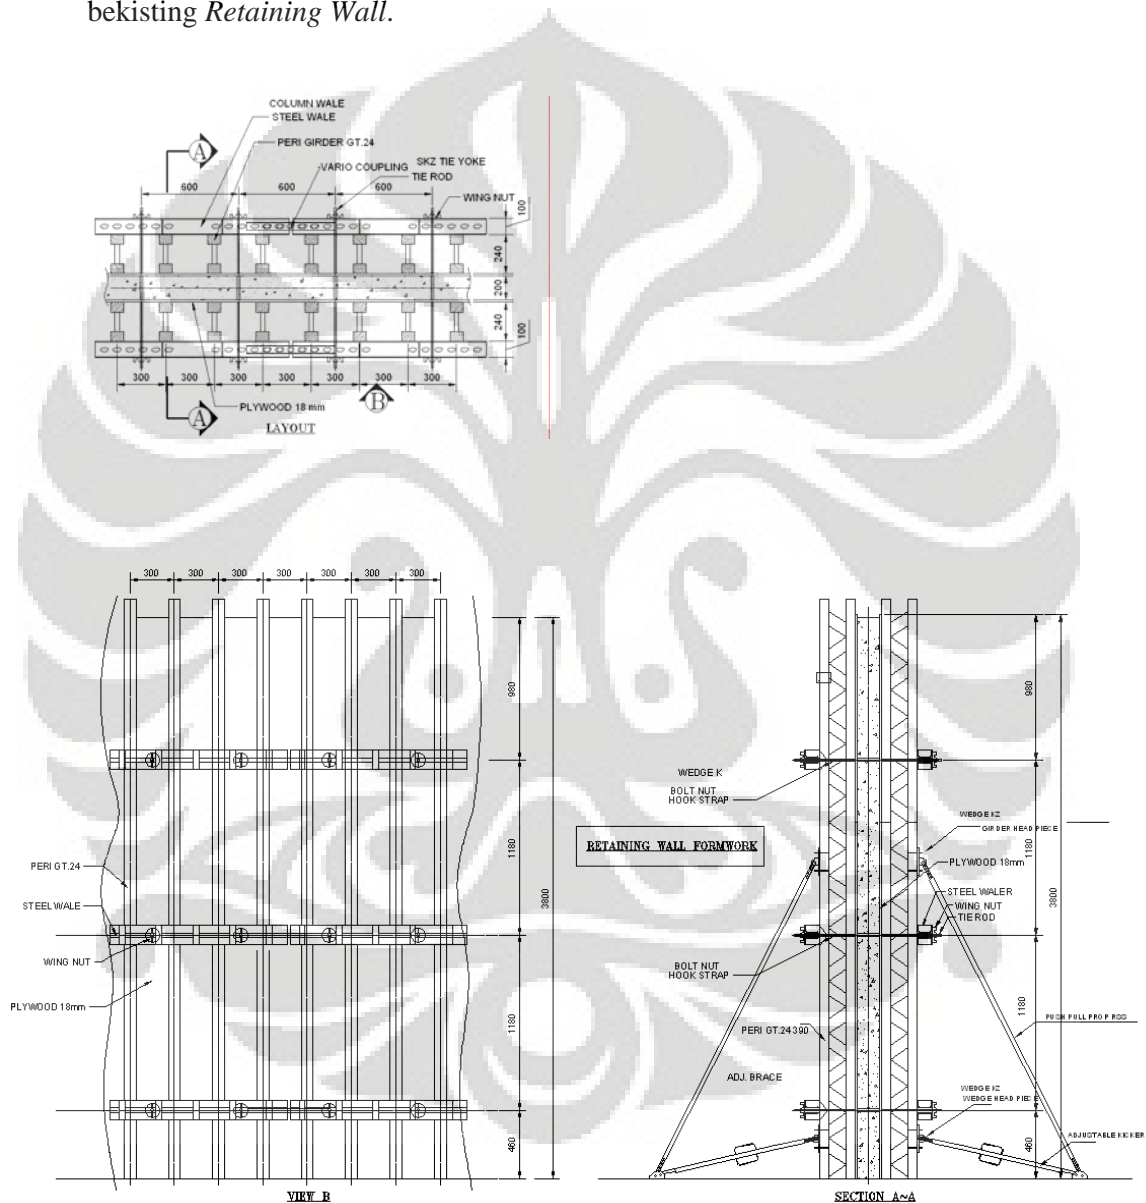 bekisting Retaining Wall.
COLUMN WALE
STEEL WALE
PERI GIRDER GT.24
VARIO COUPLING
SKZ TIE YOKE
TIE ROD
WING NUT
A
600
600
600
100
240
200
240
100
300
300
300
300
300
300
300
A
B
PLYWOOD 18 mm
LAYOUT
300
300
300
300
300
300
300
980
1180
3800
1180
460
PERI GT.24
STEEL WALE
WING NUT
PLYWOOD 18mm
VIEW B
RETAINING WALL FORMWORK
WEDGE K
BOLT NUT
HOOK STRAP
WEDGE KZ
GIRDER HEAD PIECE
PLYWOOD 18mm
STEEL WALER
WING NUT
TIE ROD
BOLT NUT
HOOK STRAP
PERI GT.24 390
ADJ. BRACE
PUSH PULL PROP RSS
WEDGE KZ
WEDGE HEAD PIECE
ADJUSTABLE KICKER
980
1180
3800
1180
460
SECTION A~A